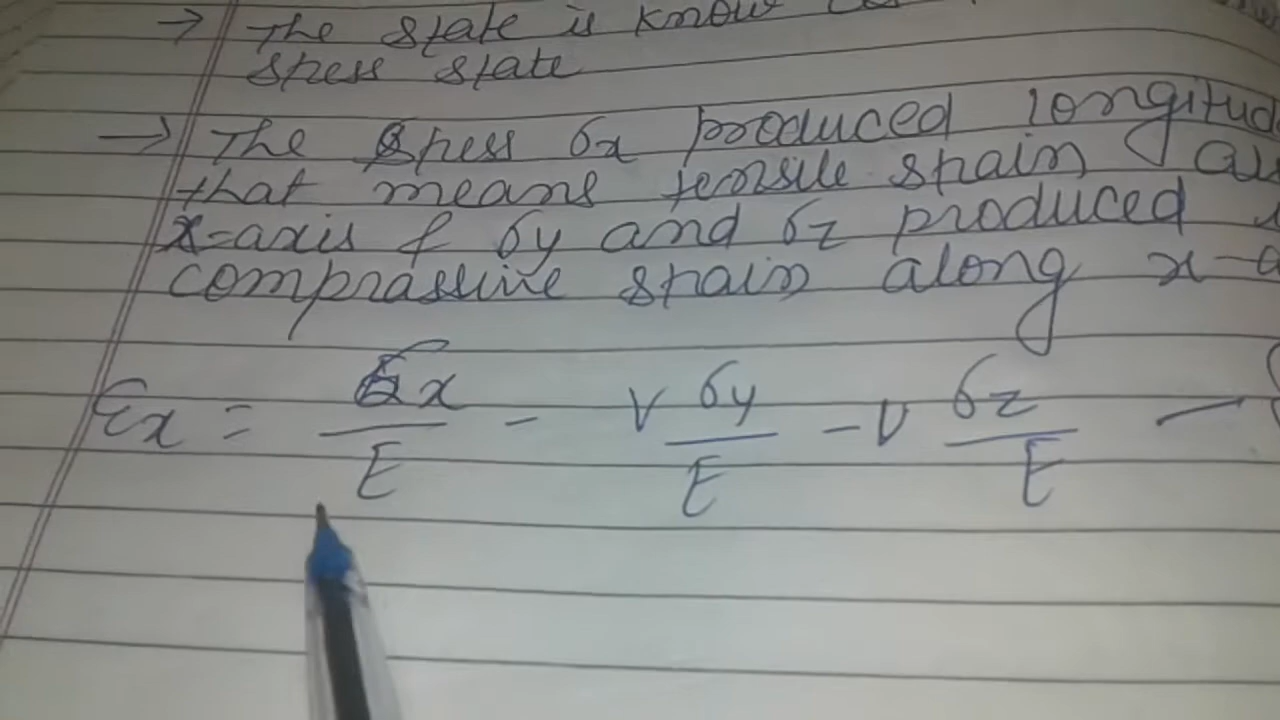 → The state is know
stress state
→ The stress σx produced longitud
that means tensile strain
x-axis & σy and σz produced
comprassive strain along x-a
εx = σx/E - ν σy/E - ν σz/E —